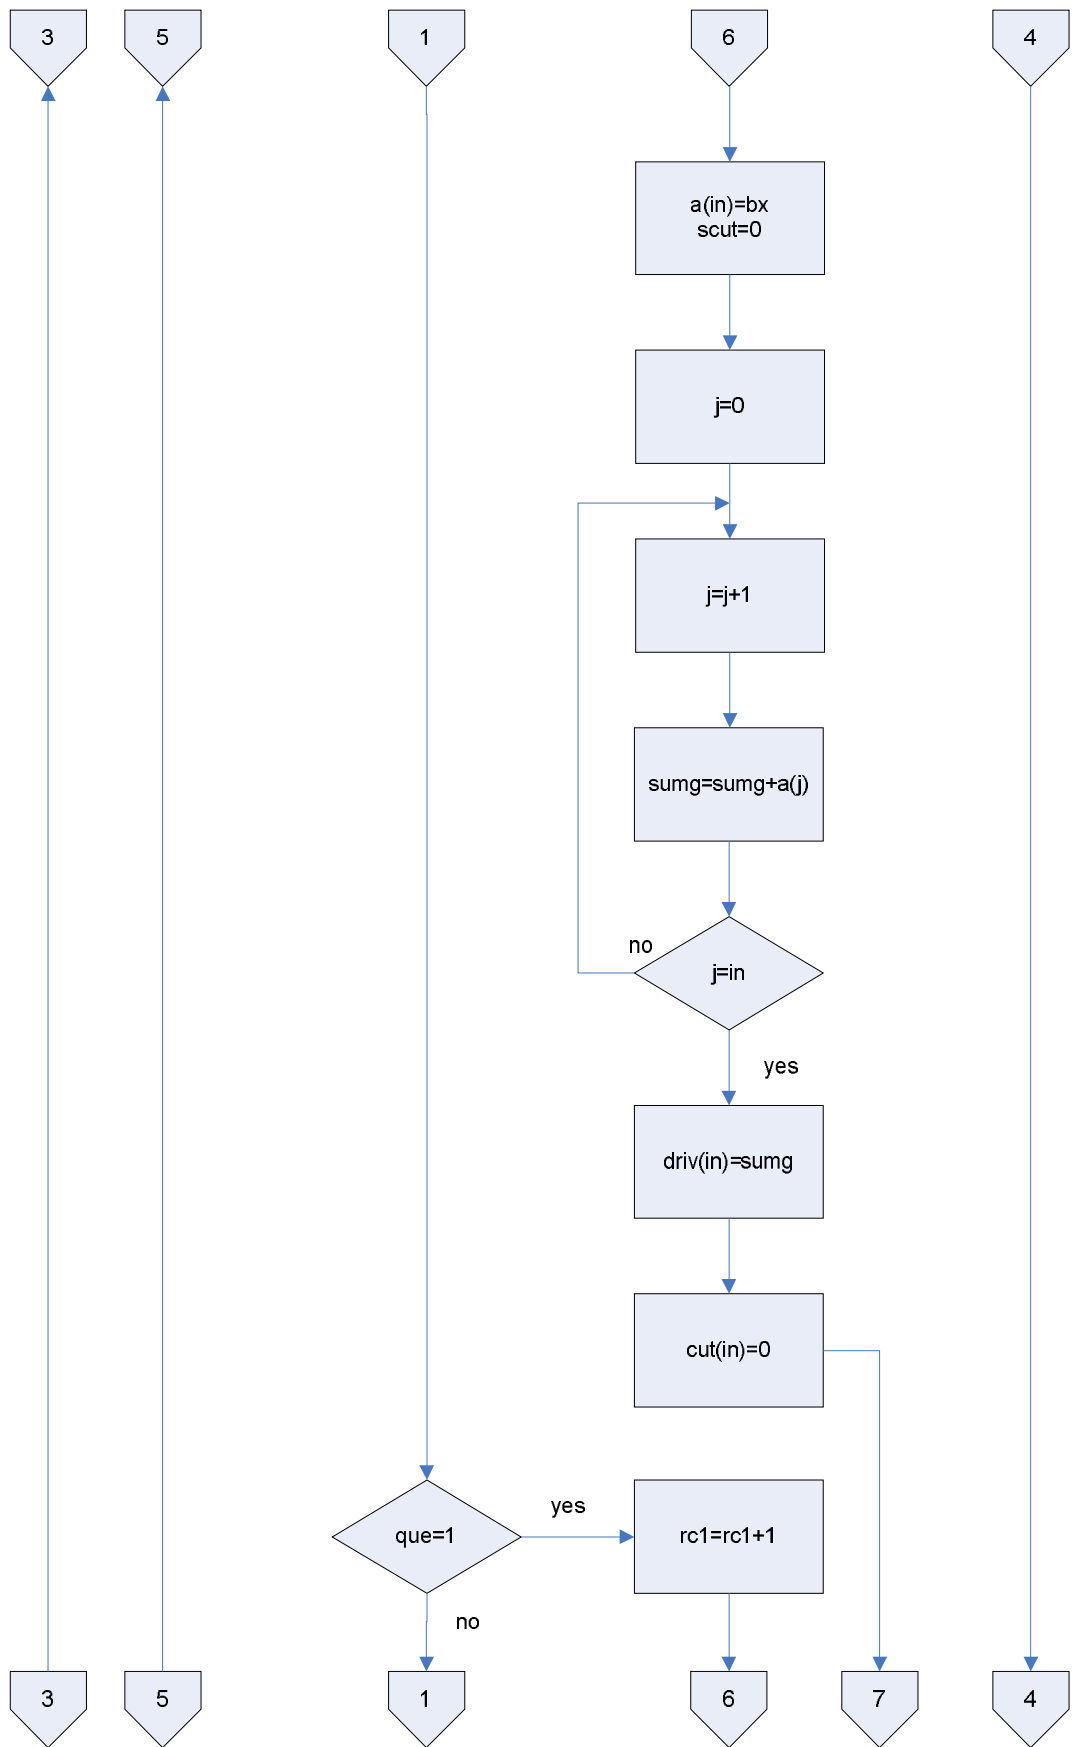 3
5
1
6
4
a(in)=bx
scut=0
j=0
j=j+1
sumg=sumg+a(j)
no
j=in
yes
driv(in)=sumg
cut(in)=0
que=1
yes
rc1=rc1+1
no
3
5
1
6
7
4